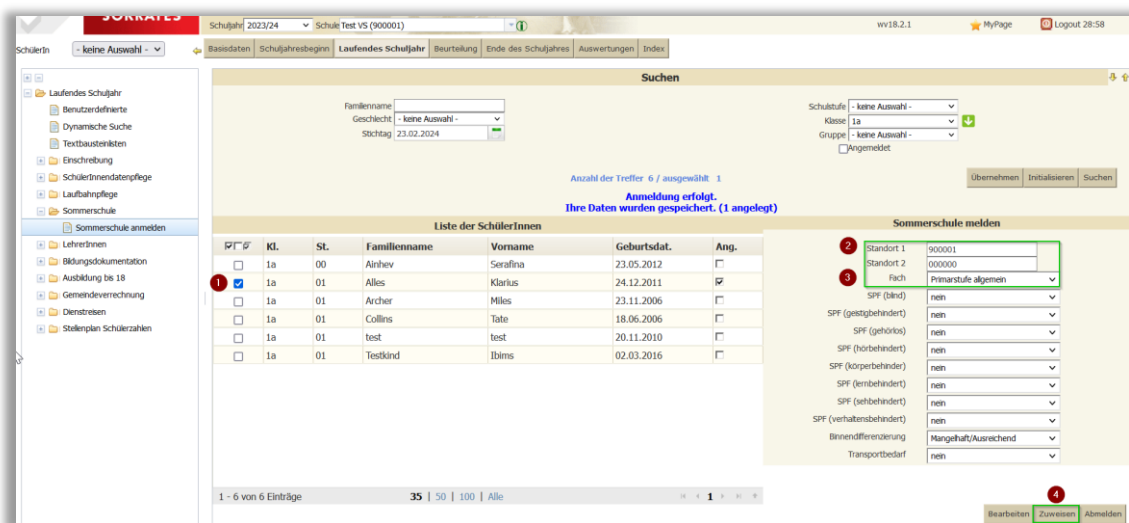 SOKRATES
Schuljahr 2023/24 Schule Test VS (900001) wv18.2.1 MyPage Logout 28:58
SchülerIn - keine Auswahl - Basisdaten Schuljahresbeginn Laufendes Schuljahr Beurteilung Ende des Schuljahres Auswertungen Index
Laufendes Schuljahr
Benutzerdefinierte
Dynamische Suche
Textbausteinlisten
Einschreibung
SchülerInnendatenpflege
Laufbahnpflege
Sommerschule
Sommerschule anmelden
LehrerInnen
Bildungsdokumentation
Ausbildung bis 18
Gemeindeverrechnung
Dienstreisen
Stellenplan Schülerzahlen
Suchen
Familienname
Geschlecht - keine Auswahl -
Stichtag 23.02.2024
Schulstufe - keine Auswahl -
Klasse 1a
Gruppe - keine Auswahl -
Angemeldet
Anzahl der Treffer 6 / ausgewählt 1
Übernehmen Initialisieren Suchen
Anmeldung erfolgt.
Ihre Daten wurden gespeichert. (1 angelegt)
Liste der SchülerInnen
Kl. St. Familienname Vorname Geburtsdat. Ang.
1a 00 Ainhev Serafina 23.05.2012
1 1a 01 Alles Klarius 24.12.2011
1a 01 Archer Miles 23.11.2006
1a 01 Collins Tate 18.06.2006
1a 01 test test 20.11.2010
1a 01 Testkind Ibims 02.03.2016
1 - 6 von 6 Einträge 35 | 50 | 100 | Alle 1
Sommerschule melden
2 Standort 1 900001
Standort 2 000000
3 Fach Primarstufe allgemein
SPF (blind) nein
SPF (geistigbehindert) nein
SPF (gehörlos) nein
SPF (hörbehindert) nein
SPF (körperbehinder) nein
SPF (lernbehindert) nein
SPF (sehbehindert) nein
SPF (verhaltensbehindert) nein
Binnendifferenzierung Mangelhaft/Ausreichend
Transportbedarf nein
4
Bearbeiten Zuweisen Abmelden